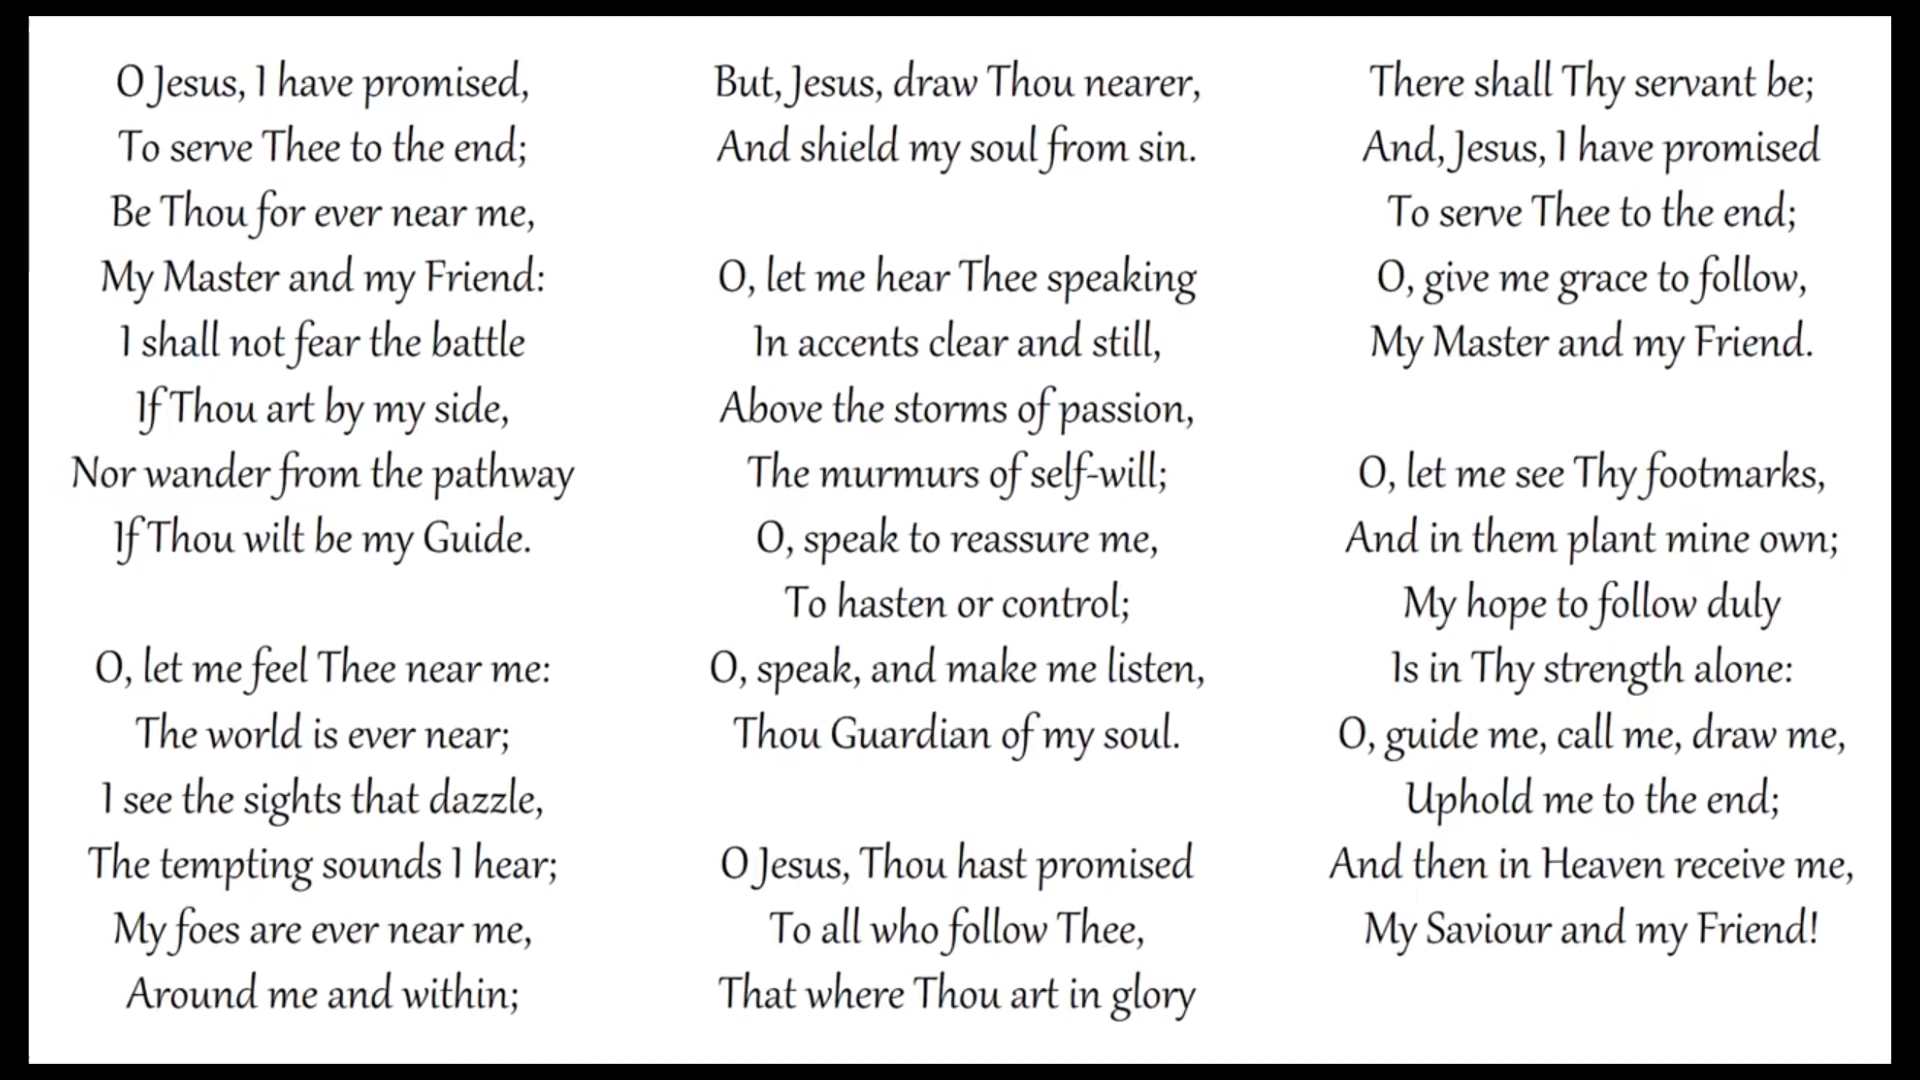 O Jesus, I have promised,
To serve Thee to the end;
Be Thou for ever near me,
My Master and my Friend:
I shall not fear the battle
If Thou art by my side,
Nor wander from the pathway
If Thou wilt be my Guide.

O, let me feel Thee near me:
The world is ever near;
I see the sights that dazzle,
The tempting sounds I hear;
My foes are ever near me,
Around me and within;
But, Jesus, draw Thou nearer,
And shield my soul from sin.

O, let me hear Thee speaking
In accents clear and still,
Above the storms of passion,
The murmurs of self-will;
O, speak to reassure me,
To hasten or control;
O, speak, and make me listen,
Thou Guardian of my soul.

O Jesus, Thou hast promised
To all who follow Thee,
That where Thou art in glory
There shall Thy servant be;
And, Jesus, I have promised
To serve Thee to the end;
O, give me grace to follow,
My Master and my Friend.

O, let me see Thy footmarks,
And in them plant mine own;
My hope to follow duly
Is in Thy strength alone:
O, guide me, call me, draw me,
Uphold me to the end;
And then in Heaven receive me,
My Saviour and my Friend!